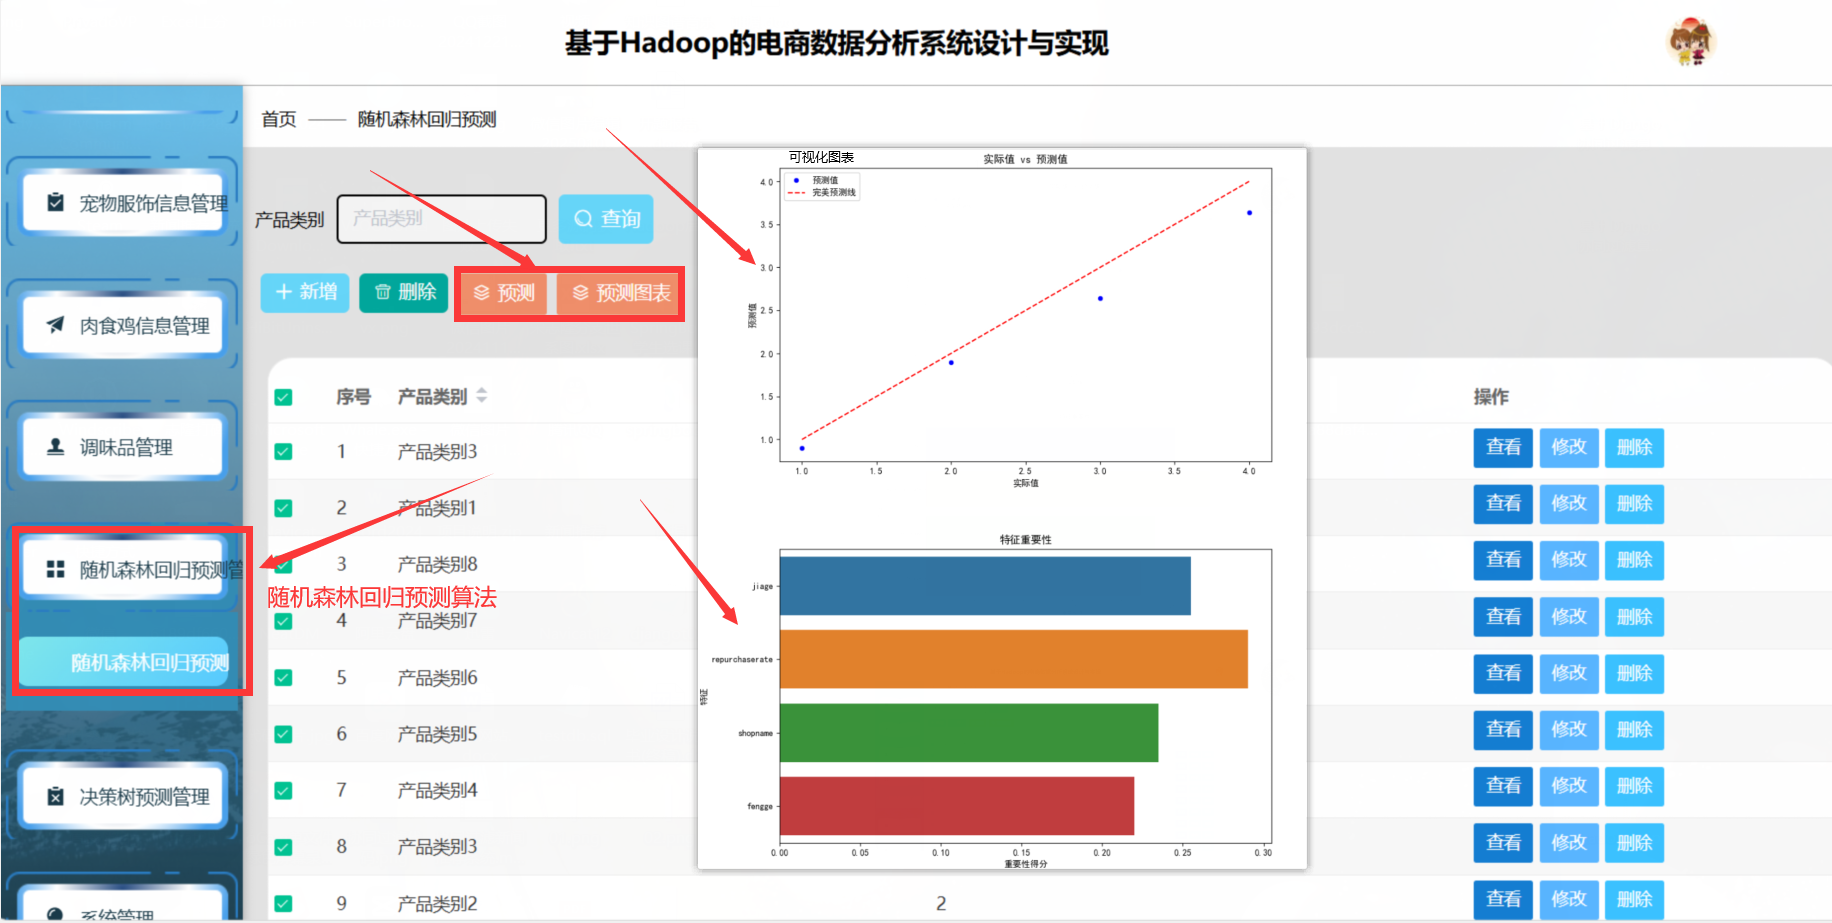 基于Hadoop的电商数据分析系统设计与实现
首页 —— 随机森林回归预测
宠物服饰信息管理
肉食鸡信息管理
调味品管理
随机森林回归预测管
随机森林回归预测
决策树预测管理
系统管理
产品类别 产品类别 查询
新增 删除 预测 预测图表
随机森林回归预测算法
序号 产品类别 操作
1 产品类别3 查看 修改 删除
2 产品类别1 查看 修改 删除
3 产品类别8 查看 修改 删除
4 产品类别7 查看 修改 删除
5 产品类别6 查看 修改 删除
6 产品类别5 查看 修改 删除
7 产品类别4 查看 修改 删除
8 产品类别3 查看 修改 删除
9 产品类别2 2 查看 修改 删除
可视化图表
实际值 vs 预测值
预测值
完美预测线
4.0
3.5
3.0
2.5
2.0
1.5
1.0
预测值
1.0 1.5 2.0 2.5 3.0 3.5 4.0
实际值
特征重要性
jiage
repurchaserate
shopname
fengge
特征
0.00 0.05 0.10 0.15 0.20 0.25 0.30
重要性得分